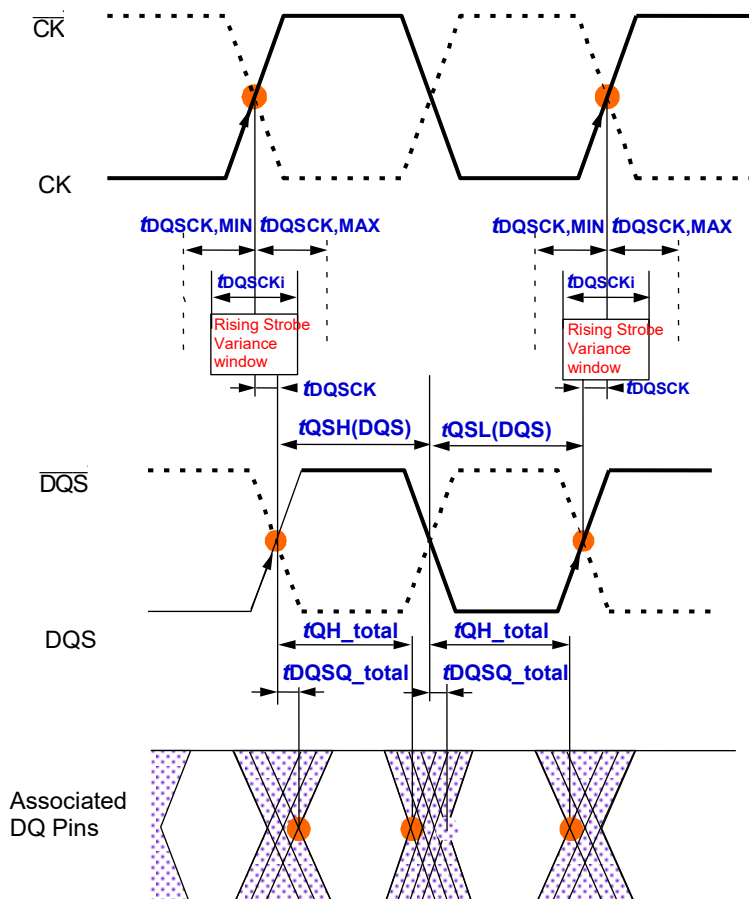 CK
CK
tDQSCK,MIN tDQSCK,MAX
tDQSCK,MIN tDQSCK,MAX
tDQSCKi
tDQSCKi
Rising Strobe
Variance
window
Rising Strobe
Variance
window
tDQSCK
tDQSCK
tQSH(DQS)
tQSL(DQS)
DQS
DQS
tQH_total
tQH_total
tDQSQ_total
tDQSQ_total
Associated
DQ Pins